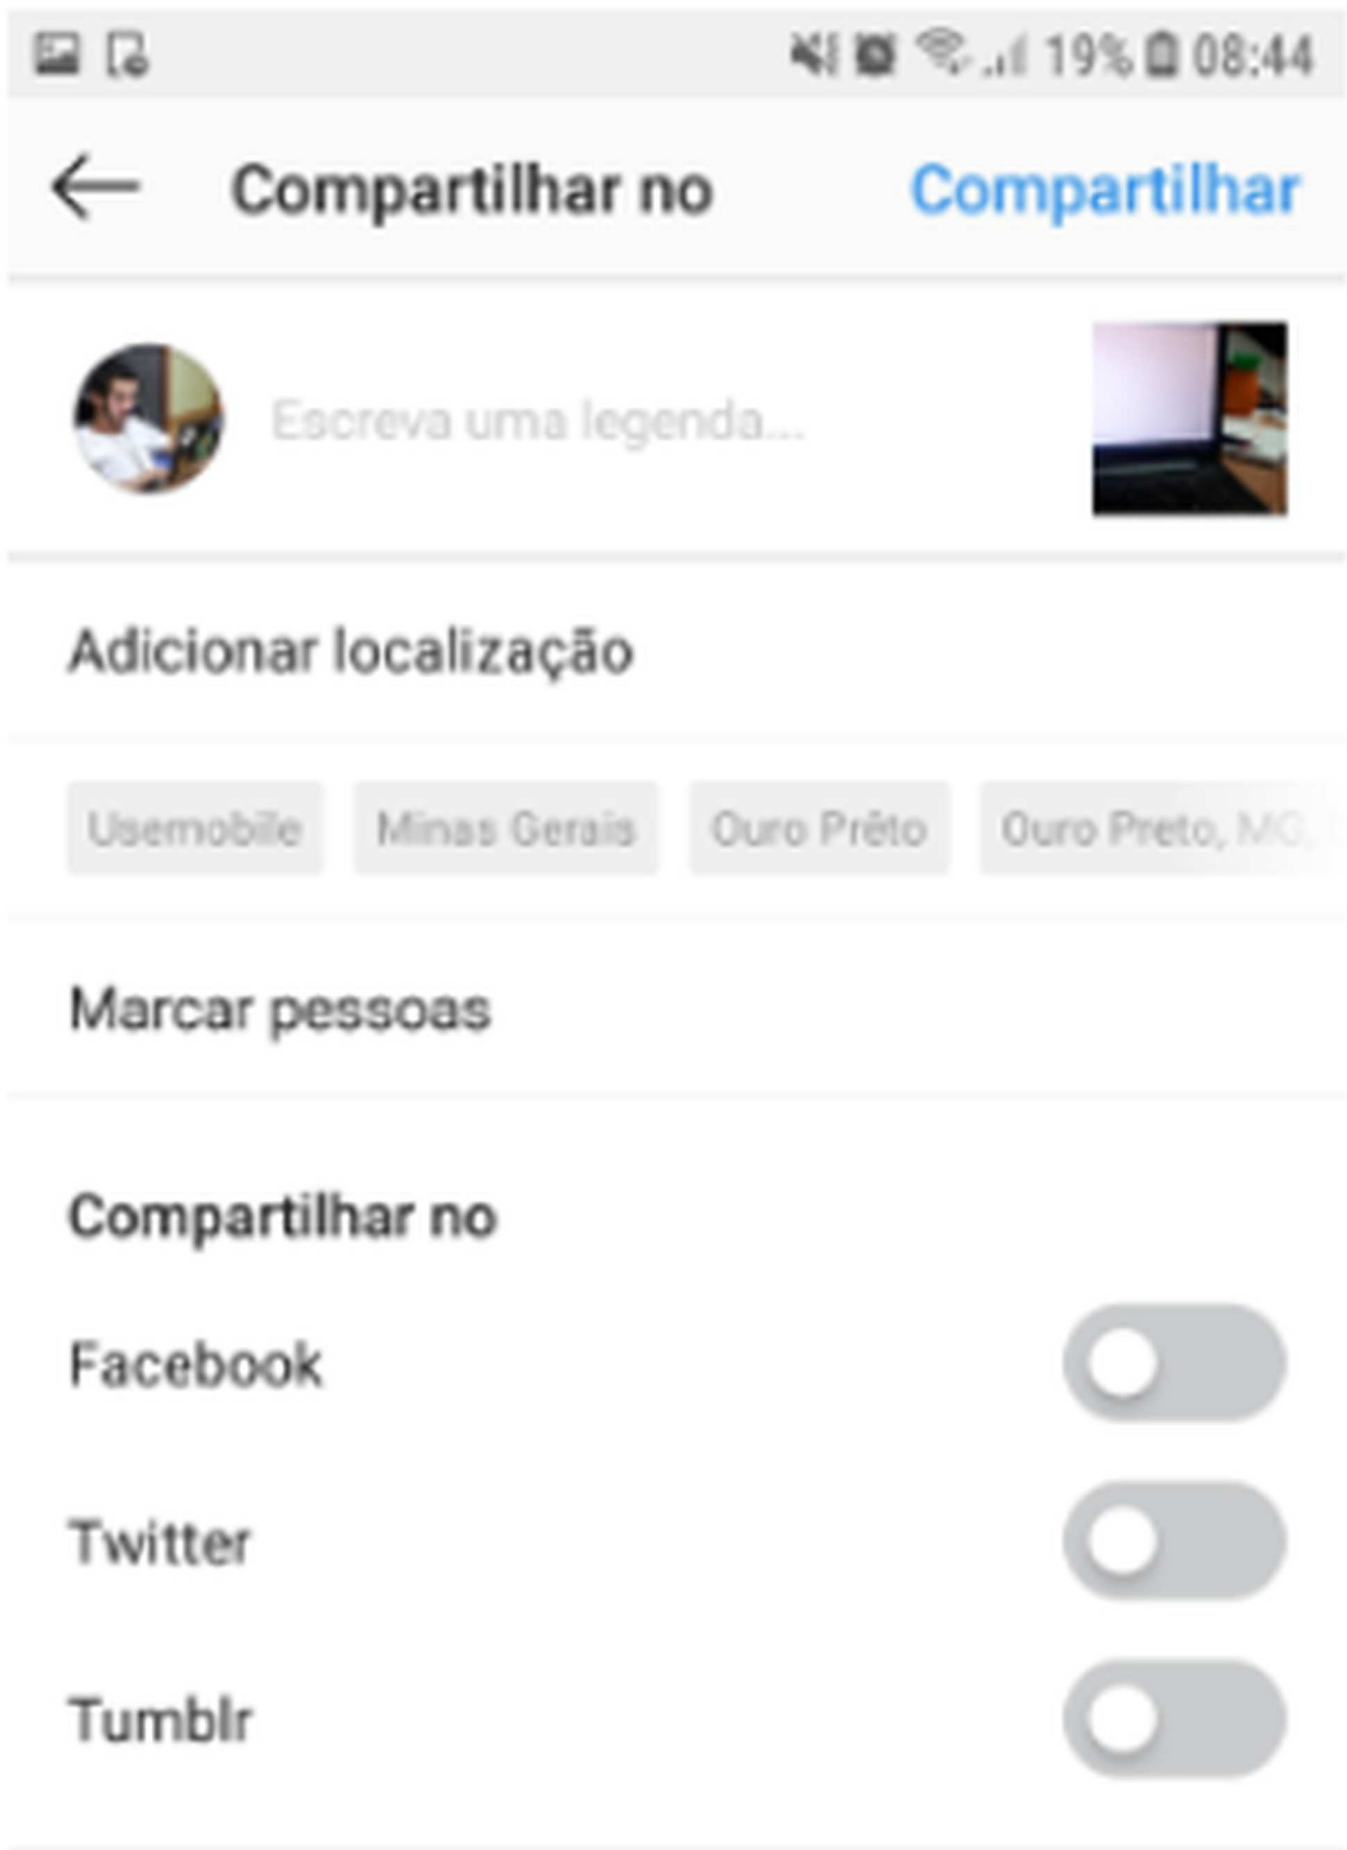 19% 08:44
Compartilhar no Compartilhar
Escreva uma legenda...
Adicionar localização
Usemobile Minas Gerais Ouro Prêto Ouro Preto, MG,
Marcar pessoas
Compartilhar no
Facebook
Twitter
Tumblr